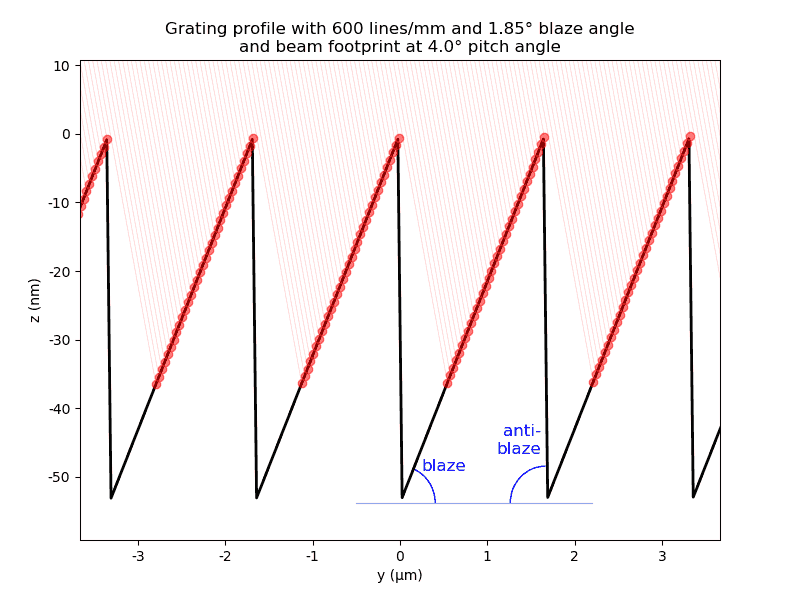 Grating profile with 600 lines/mm and 1.85° blaze angle
and beam footprint at 4.0° pitch angle
10
0
-10
-20
-30
-40
-50
z (nm)
anti-
blaze
blaze
-3
-2
-1
0
1
2
3
y (μm)